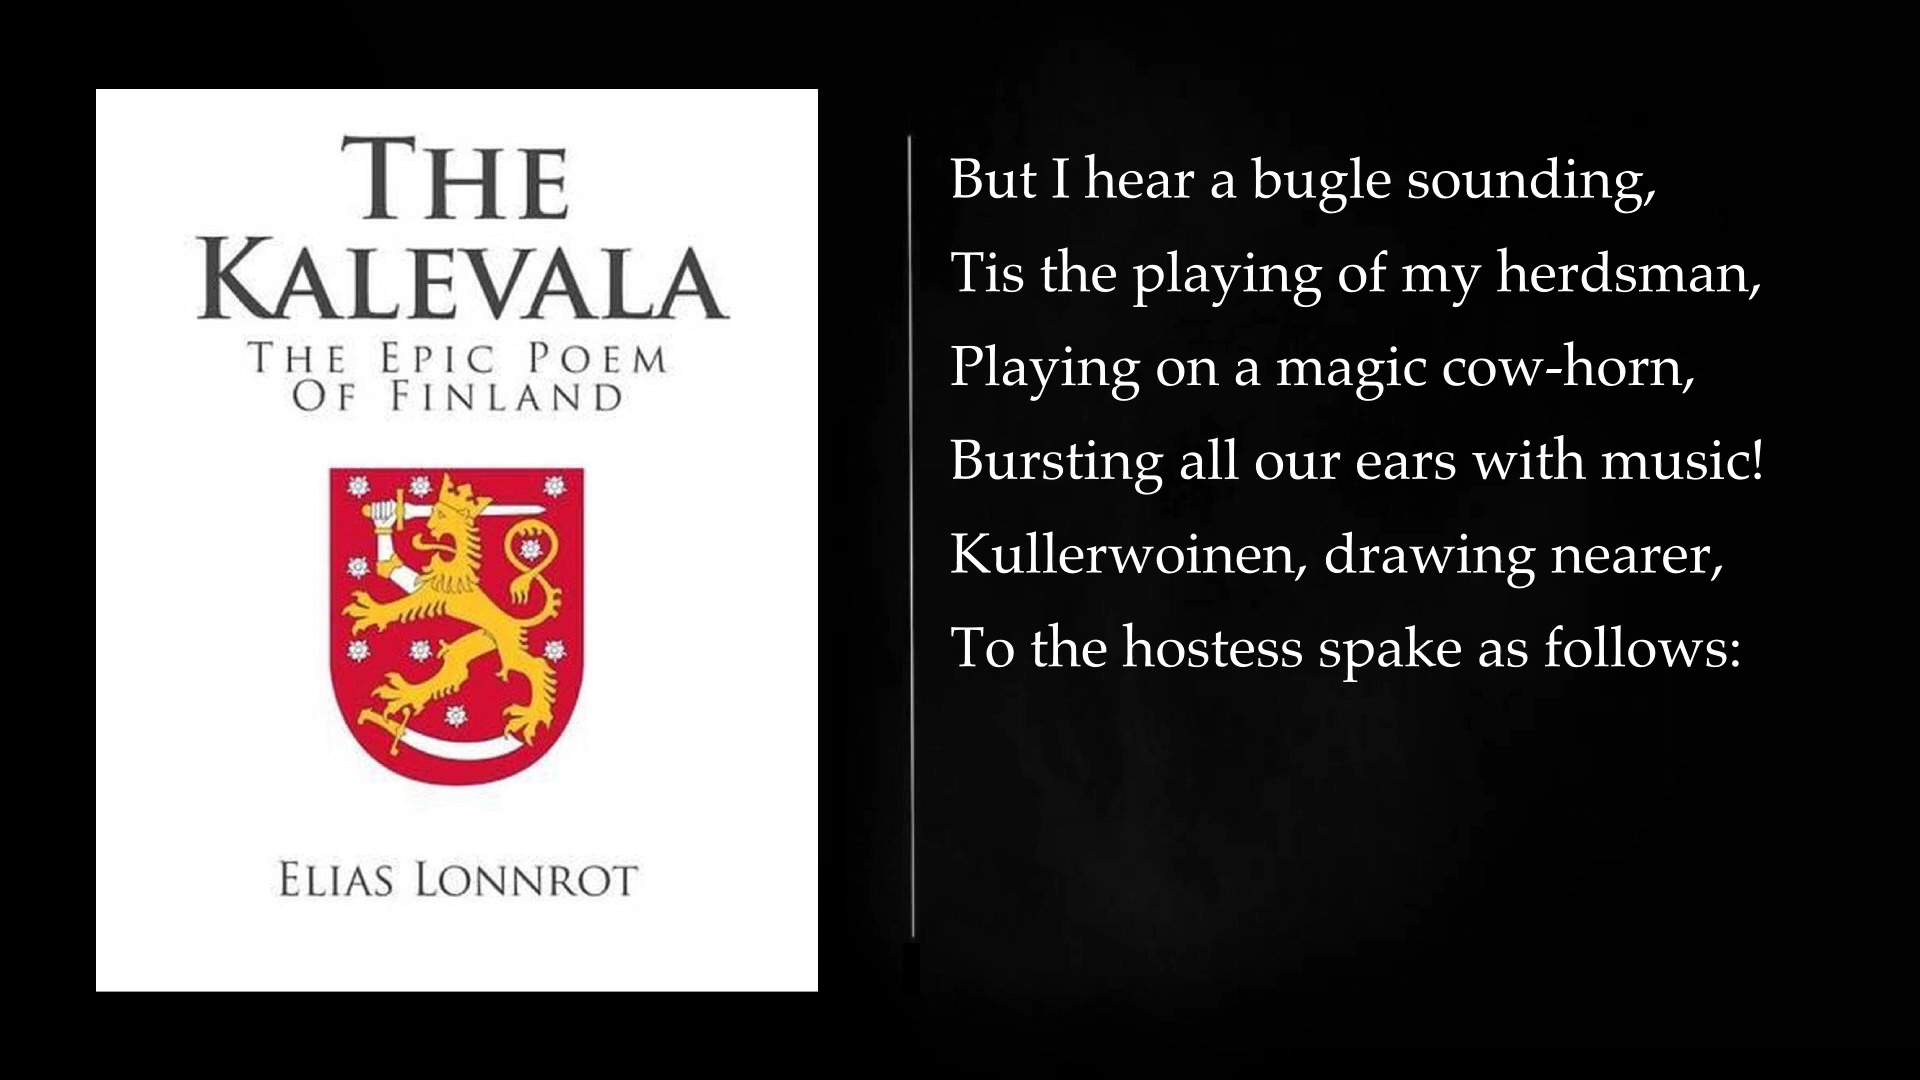 THE
KALEVALA
THE EPIC POEM
OF FINLAND
ELIAS LONNROT
But I hear a bugle sounding,
Tis the playing of my herdsman,
Playing on a magic cow-horn,
Bursting all our ears with music!
Kullerwoinen, drawing nearer,
To the hostess spake as follows: